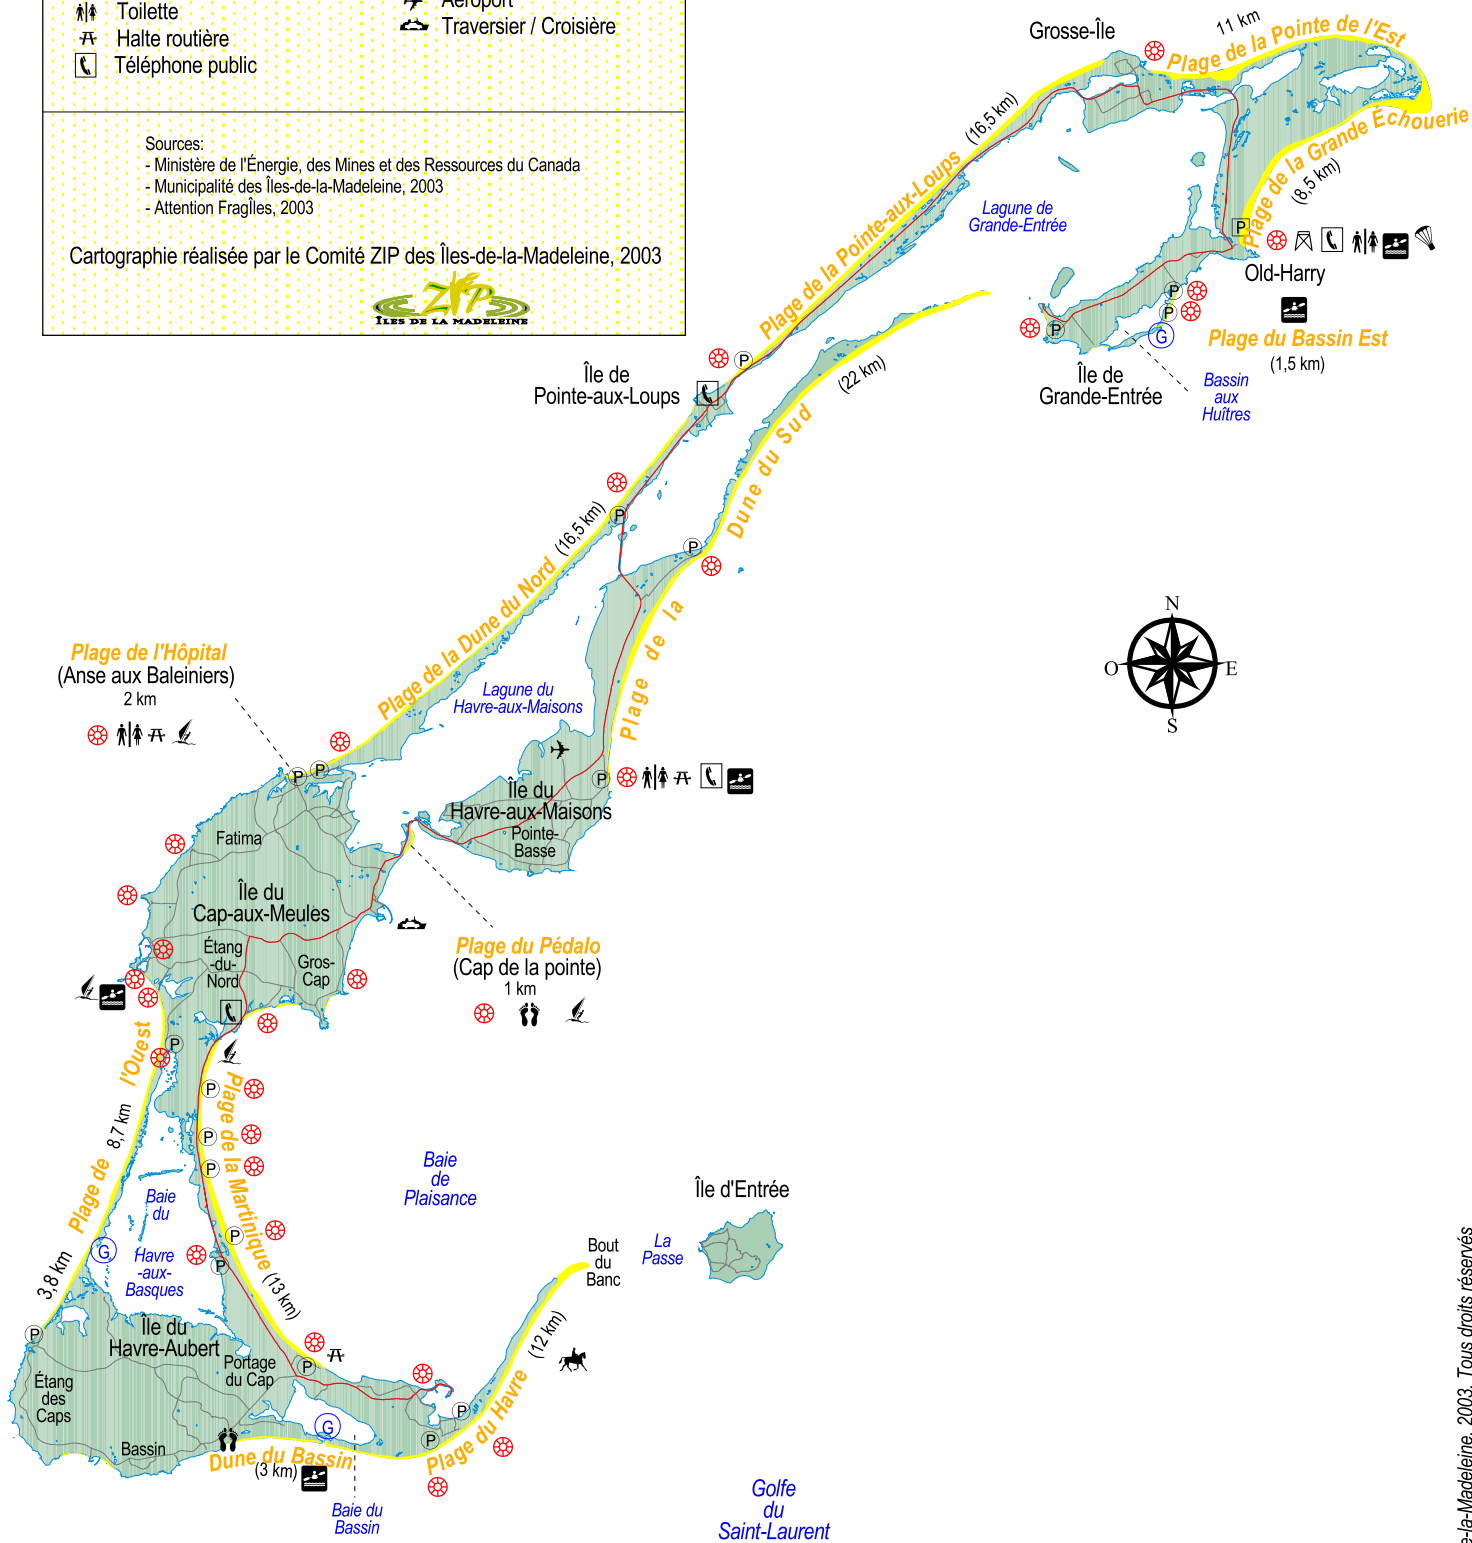 Toilette
Halte routière
Téléphone public
Aéroport
Traversier / Croisière
Sources:
- Ministère de l'Énergie, des Mines et des Ressources du Canada
- Municipalité des Îles-de-la-Madeleine, 2003
- Attention FragÎles, 2003
Cartographie réalisée par le Comité ZIP des Îles-de-la-Madeleine, 2003
ZIP
ÎLES DE LA MADELEINE
Grosse-Île
11 km
Plage de la Pointe de l'Est
Plage de la Grande Échouerie
(8,5 km)
(16,5 km)
Plage de la Pointe-aux-Loups
Lagune de
Grande-Entrée
P
Old-Harry
P
P
G
P
Plage du Bassin Est
(1,5 km)
Île de
Grande-Entrée
Bassin
aux
Huîtres
Île de
Pointe-aux-Loups
P
(22 km)
Plage de la Dune du Sud
P
(16,5 km)
Plage de la Dune du Nord
P
N
O
E
S
Plage de l'Hôpital
(Anse aux Baleiniers)
2 km
Lagune du
Havre-aux-Maisons
P
P
P
Île du
Havre-aux-Maisons
Pointe-
Basse
Fatima
Île du
Cap-aux-Meules
Étang
-du-
Nord
Gros-
Cap
Plage du Pédalo
(Cap de la pointe)
1 km
P
Plage de l'Ouest
8,7 km
P
P
P
Plage de la Martinique
(13 km)
P
P
Baie
de
Plaisance
Baie
du
Havre
-aux-
Basques
G
3,8 km
P
Île d'Entrée
La
Passe
Bout
du
Banc
Île du
Havre-Aubert
Portage
du Cap
P
Étang
des
Caps
Bassin
(12 km)
Plage du Havre
P
P
G
Dune du Bassin
(3 km)
Baie du
Bassin
Golfe
du
Saint-Laurent
e-la-Madeleine, 2003. Tous droits réservés